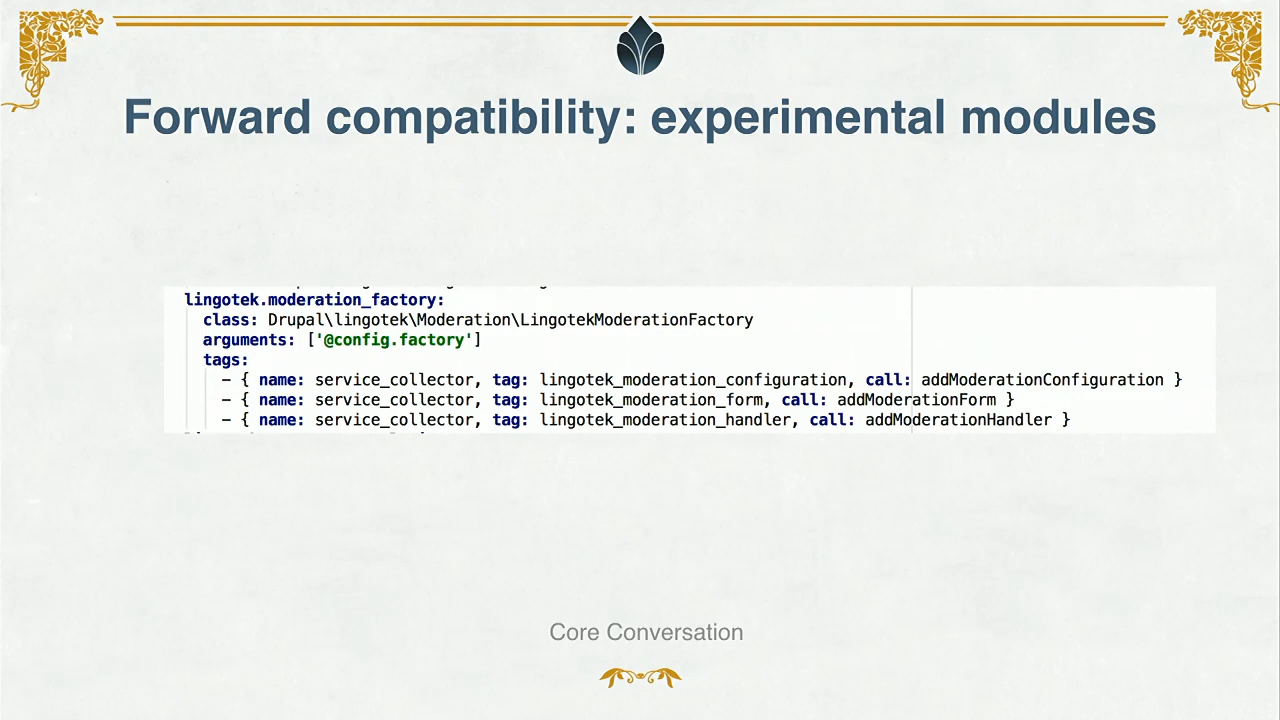 Forward compatibility: experimental modules
lingotek.moderation_factory:
class: Drupal\lingotek\Moderation\LingotekModerationFactory
arguments: ['@config.factory']
tags:
- { name: service_collector, tag: lingotek_moderation_configuration, call: addModerationConfiguration }
- { name: service_collector, tag: lingotek_moderation_form, call: addModerationForm }
- { name: service_collector, tag: lingotek_moderation_handler, call: addModerationHandler }
Core Conversation